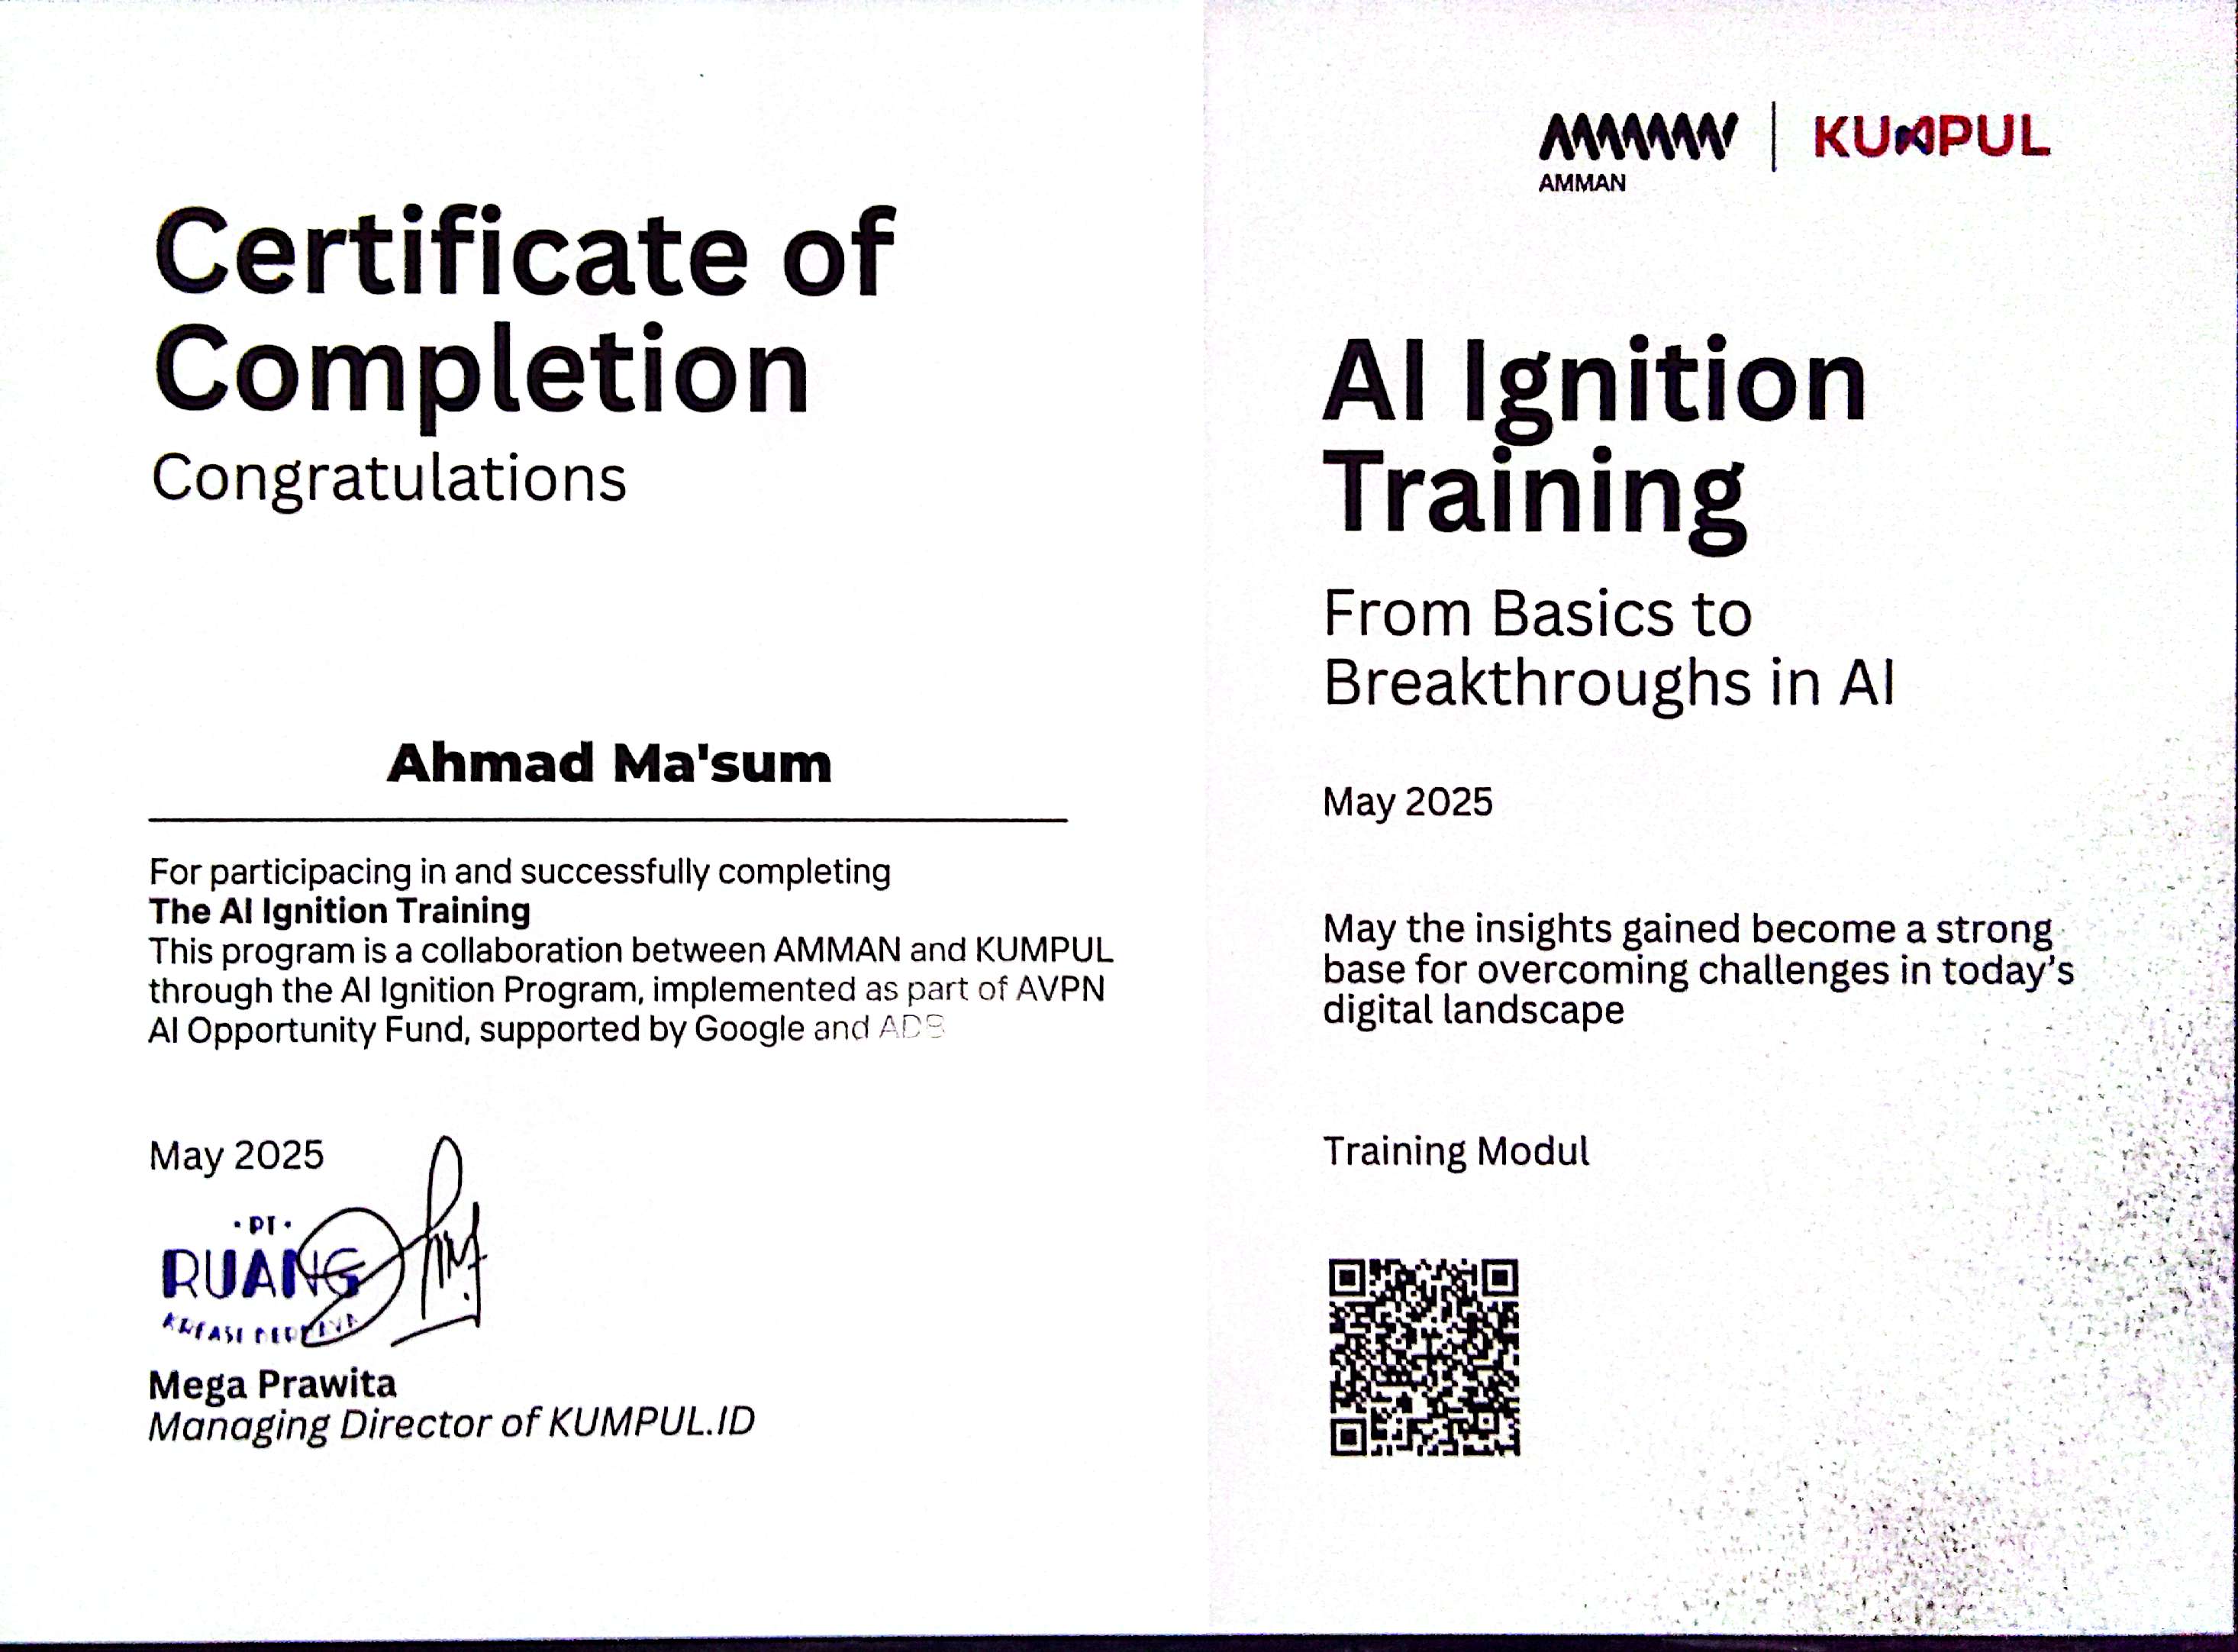 Certificate of
Completion
Congratulations
Ahmad Ma'sum
For participacing in and successfully completing
The AI Ignition Training
This program is a collaboration between AMMAN and KUMPUL
through the AI Ignition Program, implemented as part of AVPN
AI Opportunity Fund, supported by Google and ADB
May 2025
PT
RUANG
Mega Prawita
Managing Director of KUMPUL.ID
AMMAN
KUMPUL
AI Ignition
Training
From Basics to
Breakthroughs in AI
May 2025
May the insights gained become a strong
base for overcoming challenges in today's
digital landscape
Training Modul